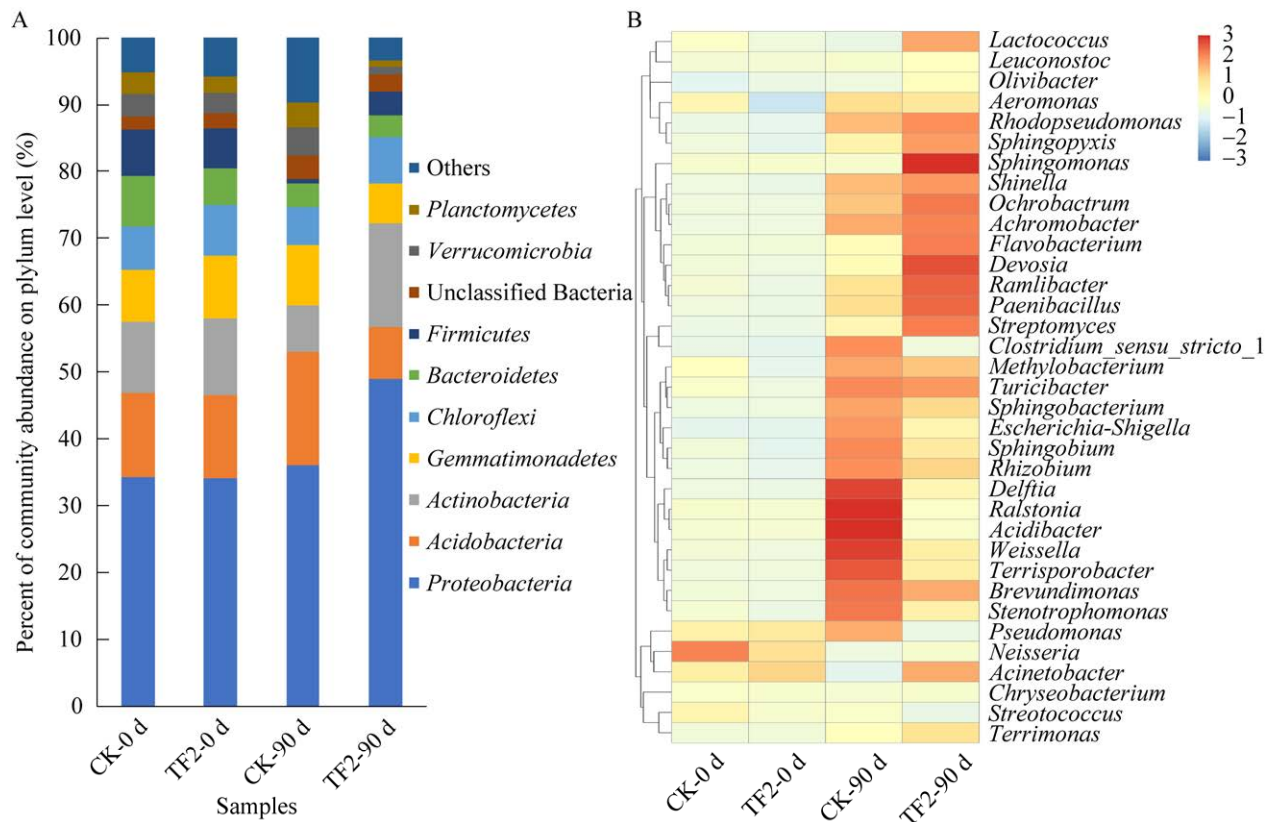 A
Percent of community abundance on plylum level (%)
100
90
80
70
60
50
40
30
20
10
0
CK-0 d
TF2-0 d
CK-90 d
TF2-90 d
Samples
Others
Planctomycetes
Verrucomicrobia
Unclassified Bacteria
Firmicutes
Bacteroidetes
Chloroflexi
Gemmatimonadetes
Actinobacteria
Acidobacteria
Proteobacteria
B
Lactococcus
Leuconostoc
Olivibacter
Aeromonas
Rhodopseudomonas
Sphingopyxis
Sphingomonas
Shinella
Ochrobactrum
Achromobacter
Flavobacterium
Devosia
Ramlibacter
Paenibacillus
Streptomyces
Clostridium_sensu_stricto_1
Methylobacterium
Turicibacter
Sphingobacterium
Escherichia-Shigella
Sphingobium
Rhizobium
Delftia
Ralstonia
Acidibacter
Weissella
Terrisporobacter
Brevundimonas
Stenotrophomonas
Pseudomonas
Neisseria
Acinetobacter
Chryseobacterium
Streotococcus
Terrimonas
CK-0 d
TF2-0 d
CK-90 d
TF2-90 d
3
2
1
0
−1
−2
−3